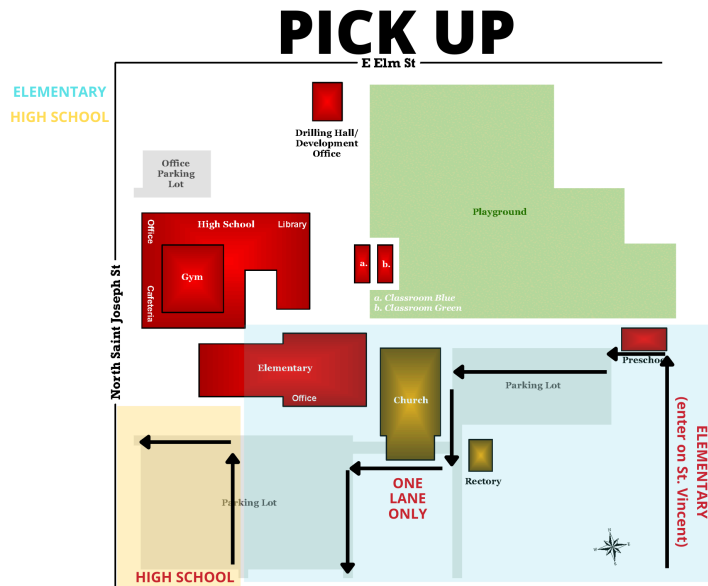 PICK UP
E Elm St
ELEMENTARY
HIGH SCHOOL
Drilling Hall/
Development
Office
Office
Parking
Lot
Playground
Office
High School
Library
Gym
Cafeteria
a.
b.
a. Classroom Blue
b. Classroom Green
North Saint Joseph St
Preschoo
Elementary
Office
Church
Parking Lot
ELEMENTARY
(enter on St. Vincent)
Rectory
ONE
LANE
ONLY
Parking Lot
HIGH SCHOOL